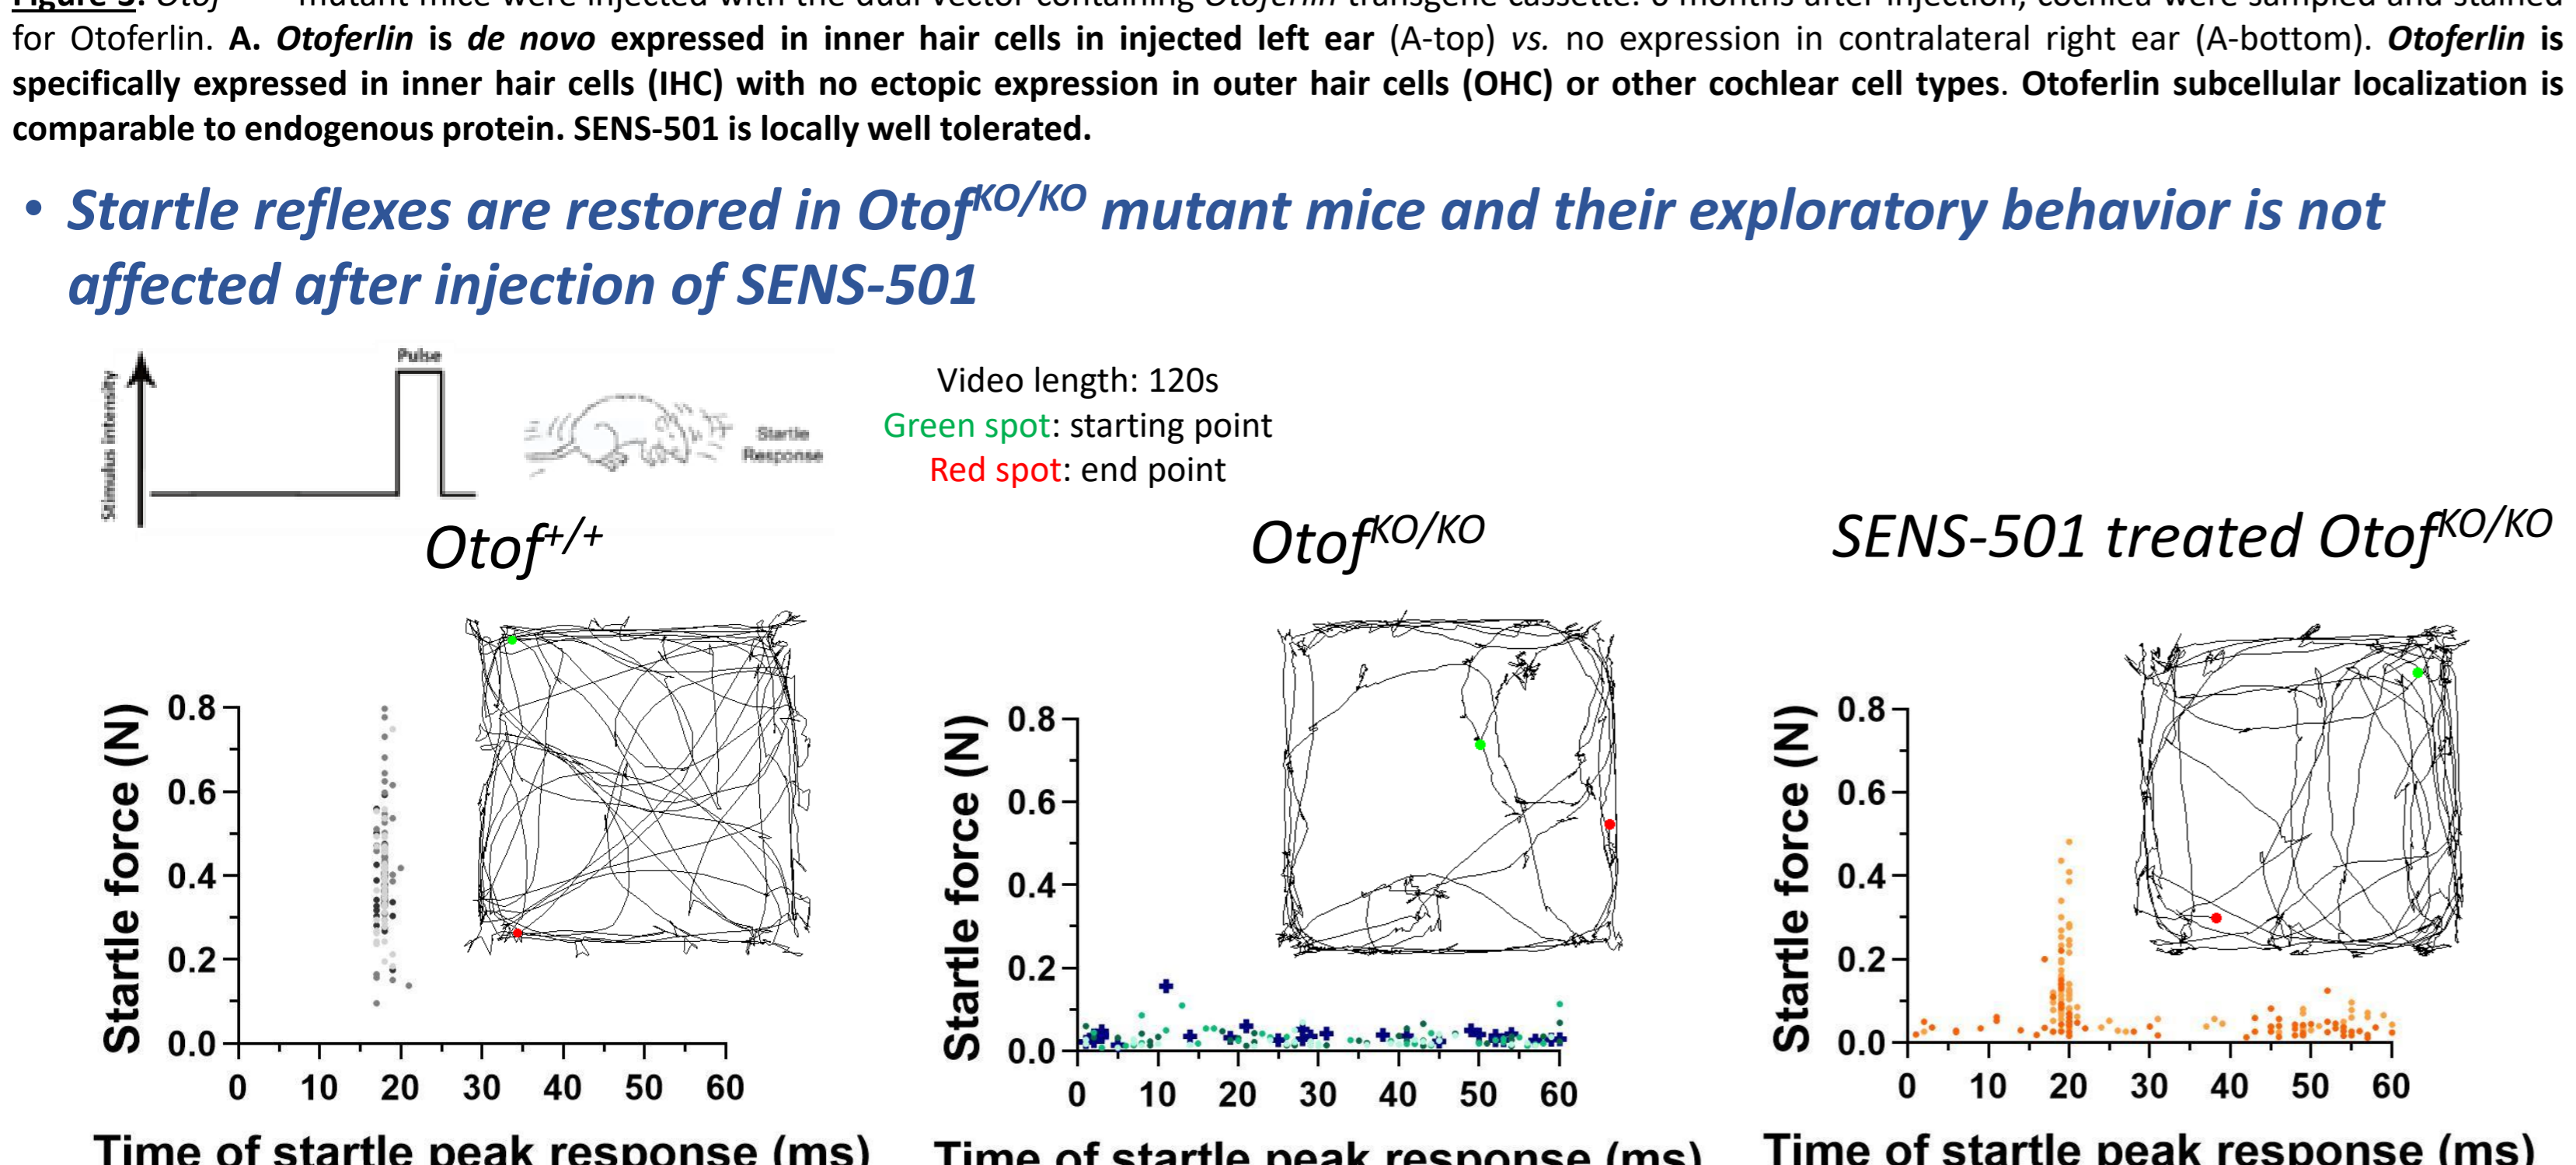 Figure 3: Otof mutant mice were injected with the dual vector containing Otoferlin transgene cassette. 6 months after injection, cochlea were sampled and stained
for Otoferlin. A. Otoferlin is de novo expressed in inner hair cells in injected left ear (A-top) vs. no expression in contralateral right ear (A-bottom). Otoferlin is
specifically expressed in inner hair cells (IHC) with no ectopic expression in outer hair cells (OHC) or other cochlear cell types. Otoferlin subcellular localization is
comparable to endogenous protein. SENS-501 is locally well tolerated.
• Startle reflexes are restored in Otof^KO/KO mutant mice and their exploratory behavior is not
affected after injection of SENS-501
Stimulus intensity
Pulse
Startle
Response
Video length: 120s
Green spot: starting point
Red spot: end point
Otof^+/+
Startle force (N)
0.8
0.6
0.4
0.2
0.0
0 10 20 30 40 50 60
Time of startle peak response (ms)
Otof^KO/KO
Startle force (N)
0.8
0.6
0.4
0.2
0.0
0 10 20 30 40 50 60
Time of startle peak response (ms)
SENS-501 treated Otof^KO/KO
Startle force (N)
0.8
0.6
0.4
0.2
0.0
0 10 20 30 40 50 60
Time of startle peak response (ms)